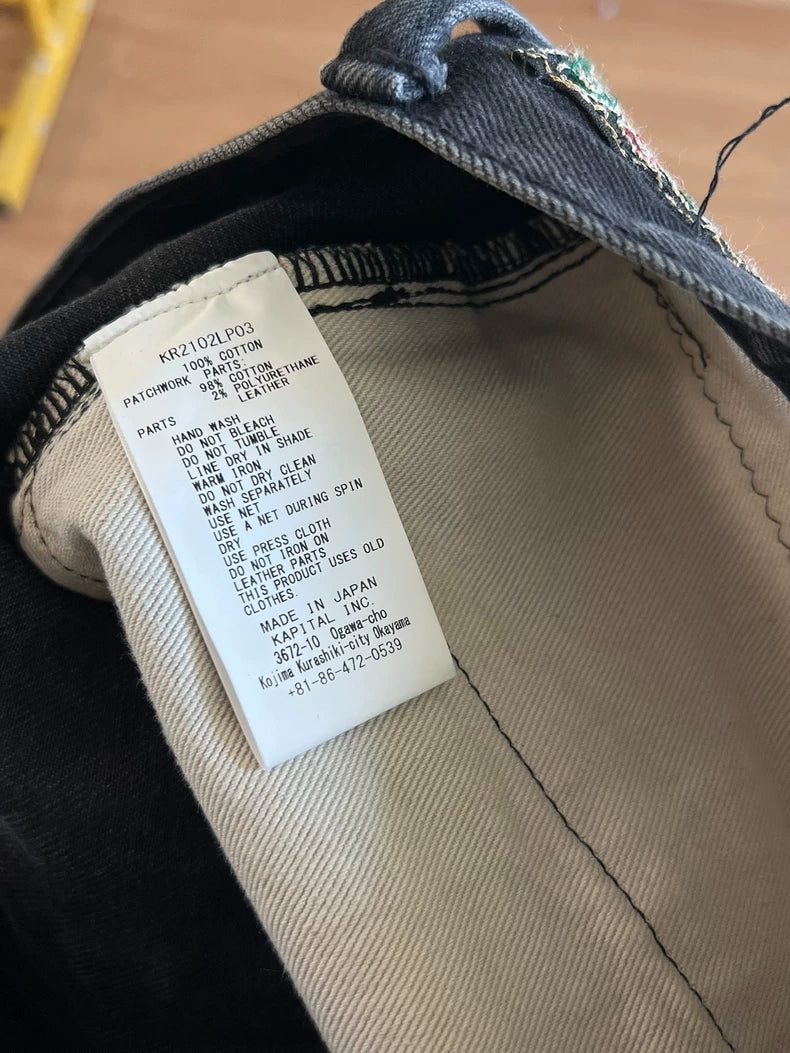 KR2102LP03
100% COTTON
PATCHWORK PARTS:
98% COTTON
2% POLYURETHANE
PARTS LEATHER
HAND WASH
DO NOT BLEACH
DO NOT TUMBLE
LINE DRY IN SHADE
WARM IRON
DO NOT DRY CLEAN
WASH SEPARATELY
USE NET
USE A NET DURING SPIN
DRY
USE PRESS CLOTH
DO NOT IRON ON
LEATHER PARTS
THIS PRODUCT USES OLD
CLOTHES.
MADE IN JAPAN
KAPITAL INC.
3672-10 Ogawa-cho
Kojima Kurashiki-city Okayama
+81-86-472-0539